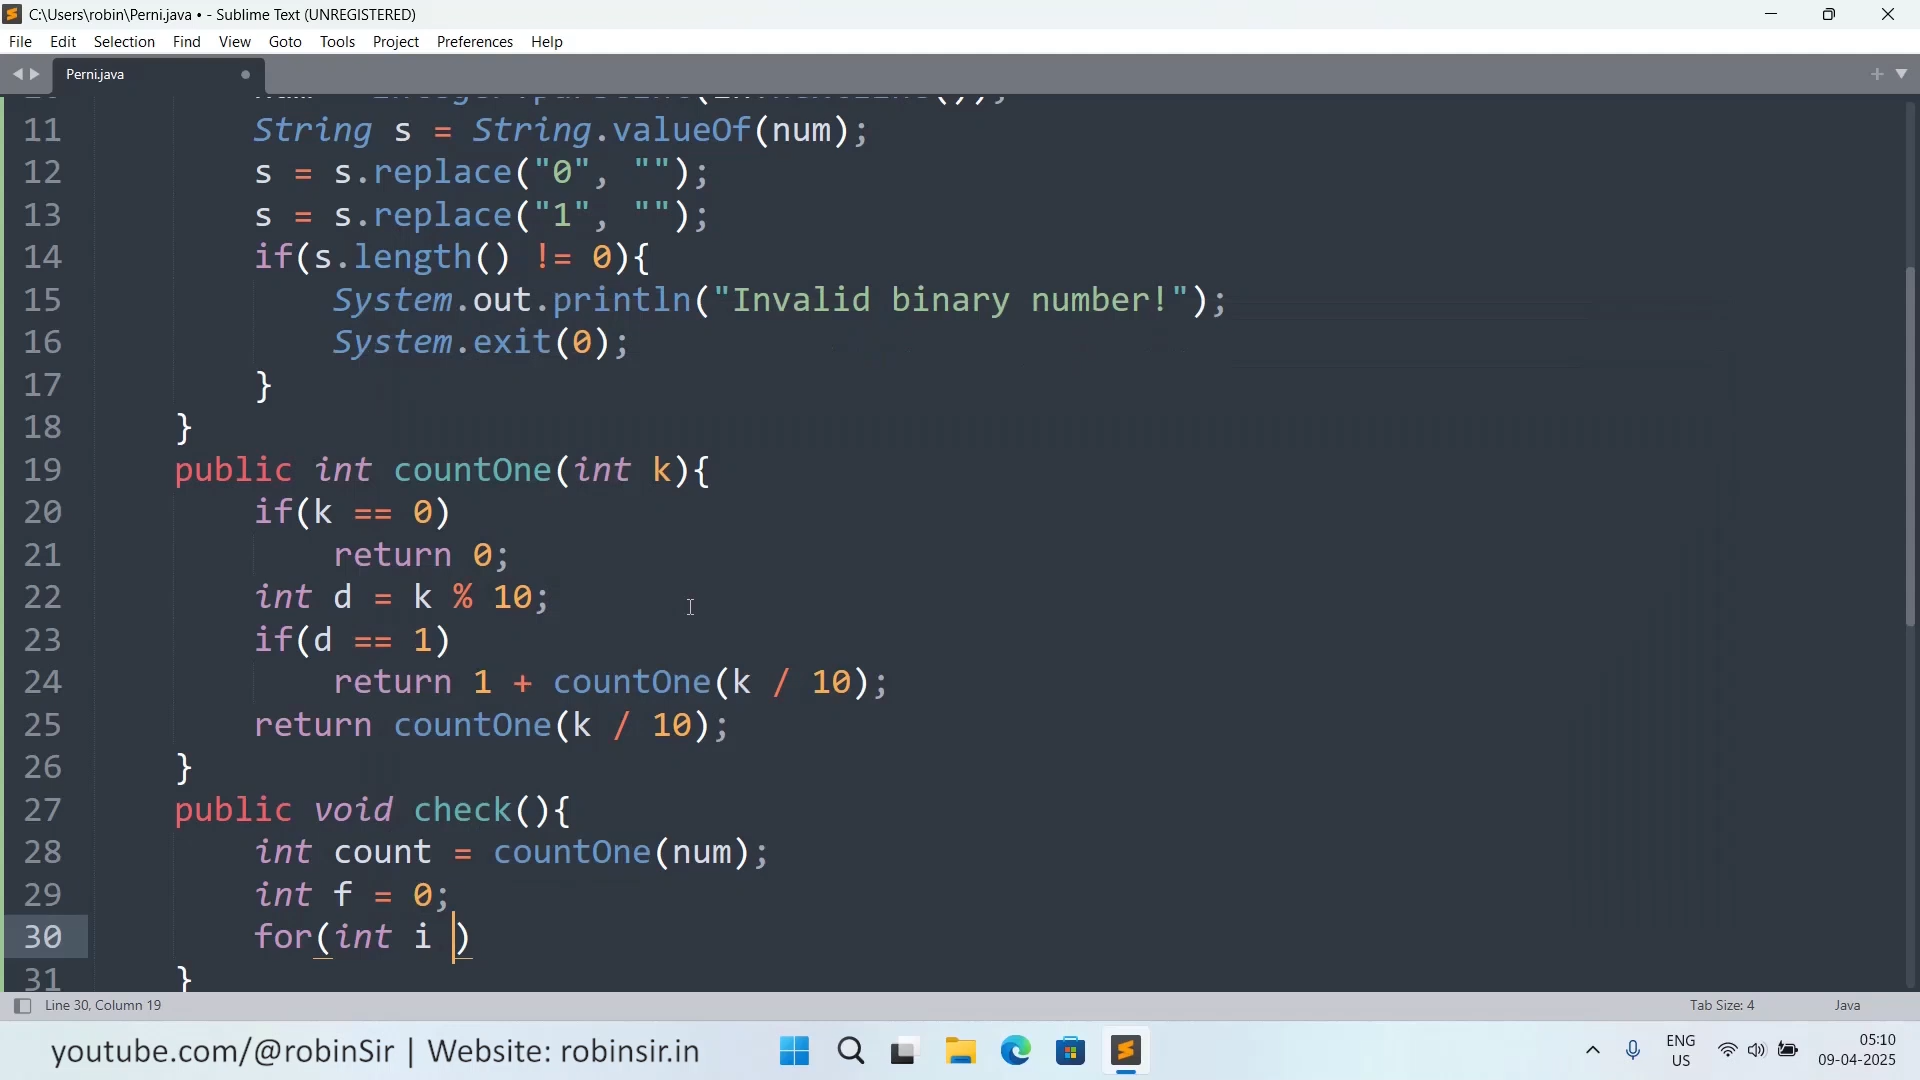 C:\Users\robin\Perni.java • - Sublime Text (UNREGISTERED)
File Edit Selection Find View Goto Tools Project Preferences Help
Perni.java
11 String s = String.valueOf(num);
12 s = s.replace("0", "");
13 s = s.replace("1", "");
14 if(s.length() != 0){
15 System.out.println("Invalid binary number!");
16 System.exit(0);
17 }
18 }
19 public int countOne(int k){
20 if(k == 0)
21 return 0;
22 int d = k % 10;
23 if(d == 1)
24 return 1 + countOne(k / 10);
25 return countOne(k / 10);
26 }
27 public void check(){
28 int count = countOne(num);
29 int f = 0;
30 for(int i )
31 }
Line 30, Column 19 Tab Size: 4 Java
youtube.com/@robinSir | Website: robinsir.in
ENG
US
05:10
09-04-2025